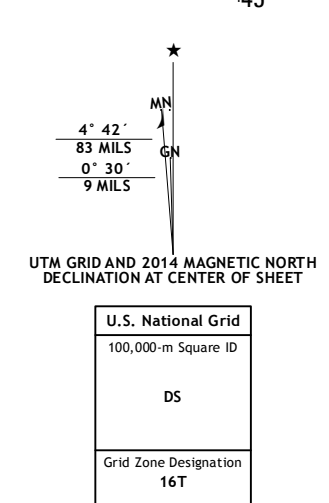 ★
MN
4° 42´
83 MILS
GN
0° 30´
9 MILS
UTM GRID AND 2014 MAGNETIC NORTH
DECLINATION AT CENTER OF SHEET
U.S. National Grid
100,000-m Square ID
DS
Grid Zone Designation
16T